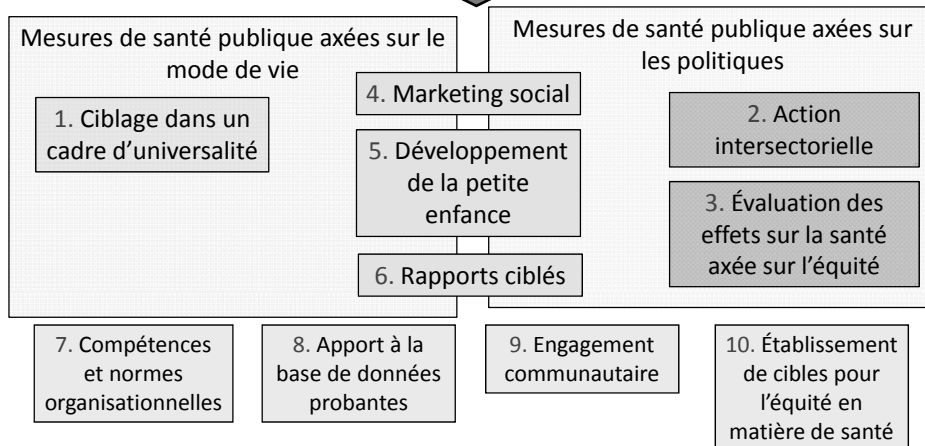 Mesures de santé publique axées sur le
mode de vie
Mesures de santé publique axées sur
les politiques
1. Ciblage dans un
cadre d’universalité
4. Marketing social
5. Développement
de la petite
enfance
6. Rapports ciblés
2. Action
intersectorielle
3. Évaluation des
effets sur la santé
axée sur l’équité
7. Compétences
et normes
organisationnelles
8. Apport à la
base de données
probantes
9. Engagement
communautaire
10. Établissement
de cibles pour
l’équité en
matière de santé